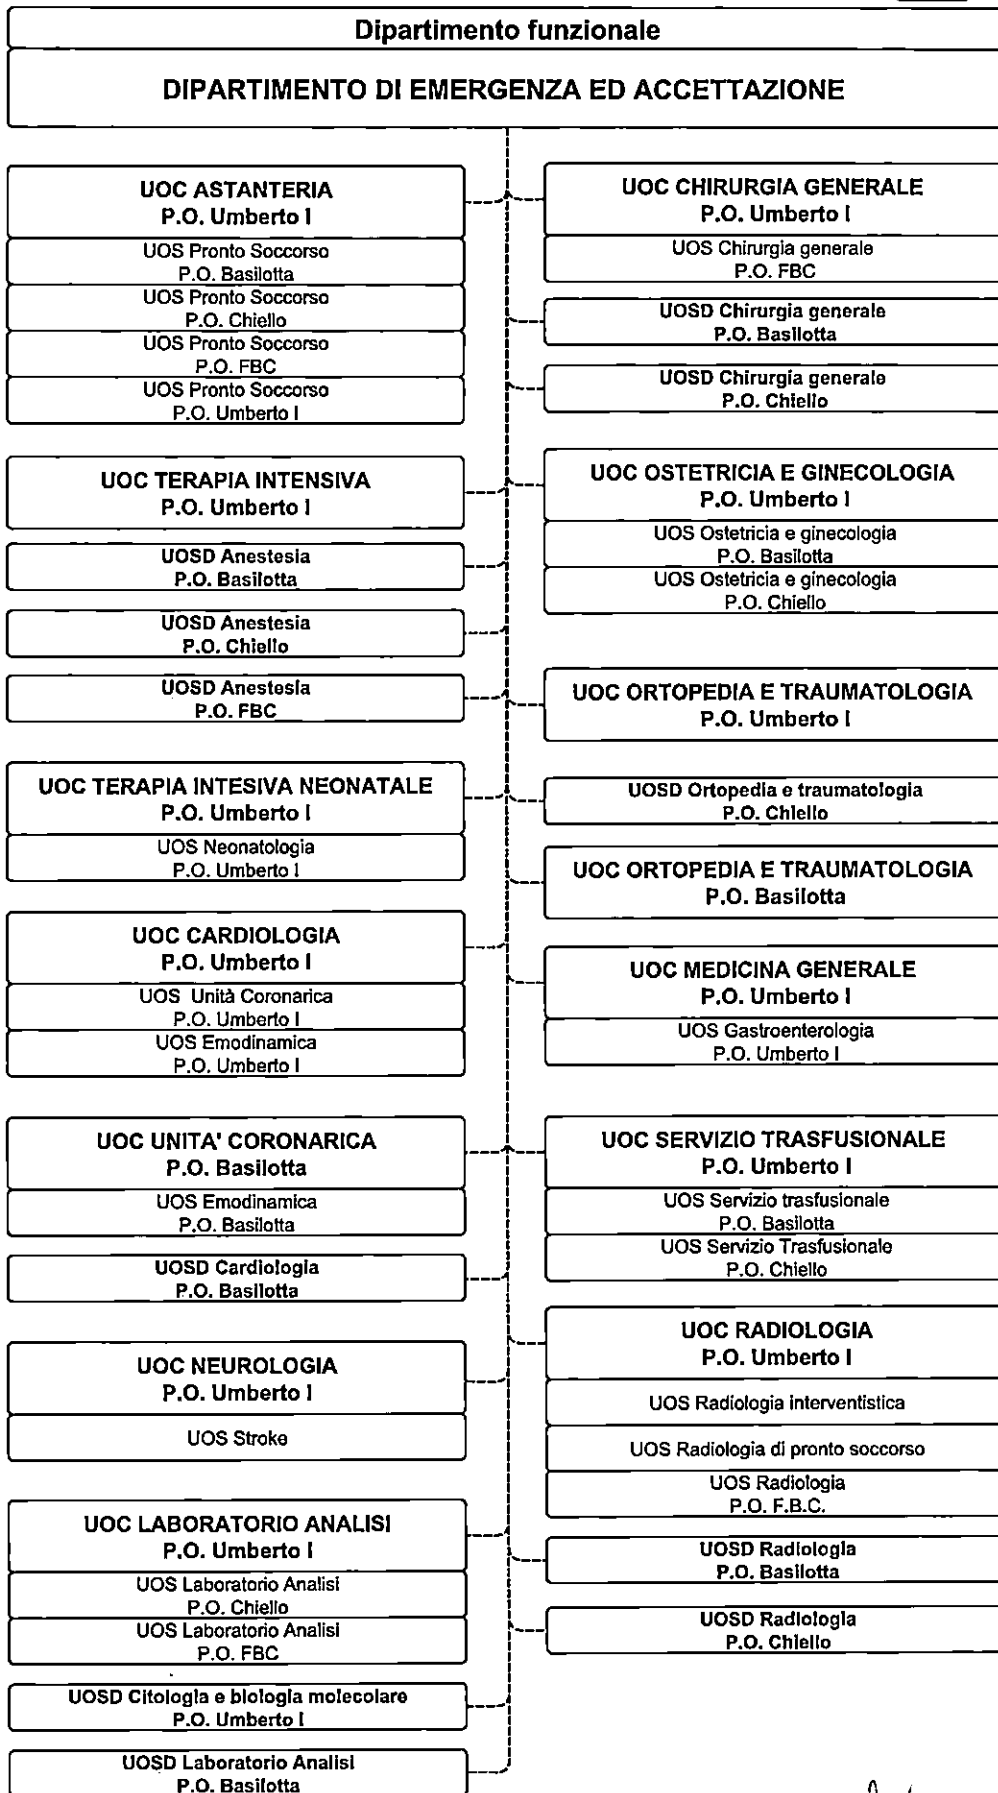 Dipartimento funzionale
DIPARTIMENTO DI EMERGENZA ED ACCETTAZIONE
UOC ASTANTERIA
P.O. Umberto I
UOS Pronto Soccorso
P.O. Basilotta
UOS Pronto Soccorso
P.O. Chiello
UOS Pronto Soccorso
P.O. FBC
UOS Pronto Soccorso
P.O. Umberto I
UOC TERAPIA INTENSIVA
P.O. Umberto I
UOSD Anestesia
P.O. Basilotta
UOSD Anestesia
P.O. Chiello
UOSD Anestesia
P.O. FBC
UOC TERAPIA INTESIVA NEONATALE
P.O. Umberto I
UOS Neonatologia
P.O. Umberto I
UOC CARDIOLOGIA
P.O. Umberto I
UOS Unità Coronarica
P.O. Umberto I
UOS Emodinamica
P.O. Umberto I
UOC UNITA' CORONARICA
P.O. Basilotta
UOS Emodinamica
P.O. Basilotta
UOSD Cardiologia
P.O. Basilotta
UOC NEUROLOGIA
P.O. Umberto I
UOS Stroke
UOC LABORATORIO ANALISI
P.O. Umberto I
UOS Laboratorio Analisi
P.O. Chiello
UOS Laboratorio Analisi
P.O. FBC
UOSD Citologia e biologia molecolare
P.O. Umberto I
UOSD Laboratorio Analisi
P.O. Basilotta
UOC CHIRURGIA GENERALE
P.O. Umberto I
UOS Chirurgia generale
P.O. FBC
UOSD Chirurgia generale
P.O. Basilotta
UOSD Chirurgia generale
P.O. Chiello
UOC OSTETRICIA E GINECOLOGIA
P.O. Umberto I
UOS Ostetricia e ginecologia
P.O. Basilotta
UOS Ostetricia e ginecologia
P.O. Chiello
UOC ORTOPEDIA E TRAUMATOLOGIA
P.O. Umberto I
UOSD Ortopedia e traumatologia
P.O. Chiello
UOC ORTOPEDIA E TRAUMATOLOGIA
P.O. Basilotta
UOC MEDICINA GENERALE
P.O. Umberto I
UOS Gastroenterologia
P.O. Umberto I
UOC SERVIZIO TRASFUSIONALE
P.O. Umberto I
UOS Servizio trasfusionale
P.O. Basilotta
UOS Servizio Trasfusionale
P.O. Chiello
UOC RADIOLOGIA
P.O. Umberto I
UOS Radiologia interventistica
UOS Radiologia di pronto soccorso
UOS Radiologia
P.O. F.B.C.
UOSD Radiologia
P.O. Basilotta
UOSD Radiologia
P.O. Chiello